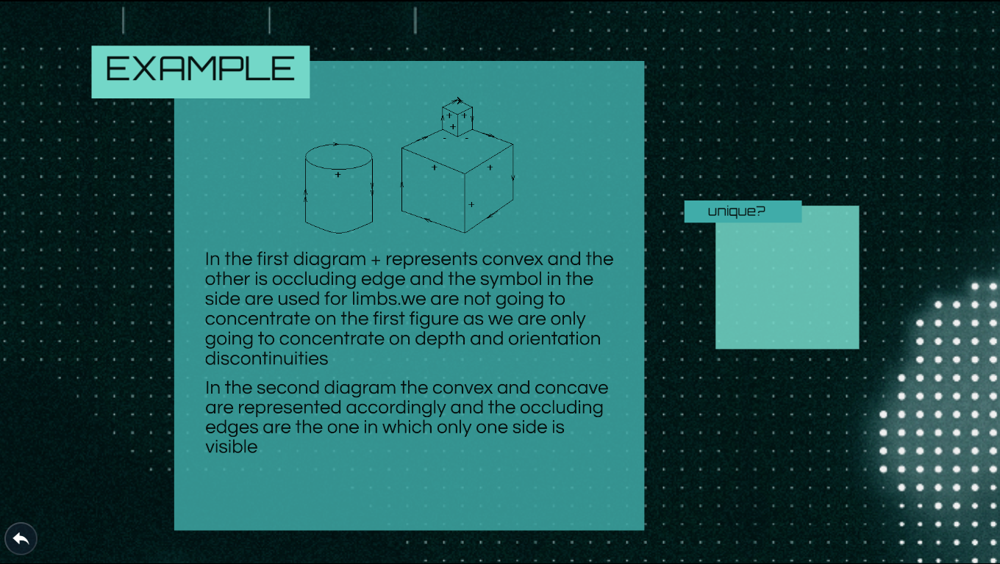 EXAMPLE
In the first diagram + represents convex and the
other is occluding edge and the symbol in the
side are used for limbs.we are not going to
concentrate on the first figure as we are only
going to concentrate on depth and orientation
discontinuities
In the second diagram the convex and concave
are represented accordingly and the occluding
edges are the one in which only one side is
visible
unique?